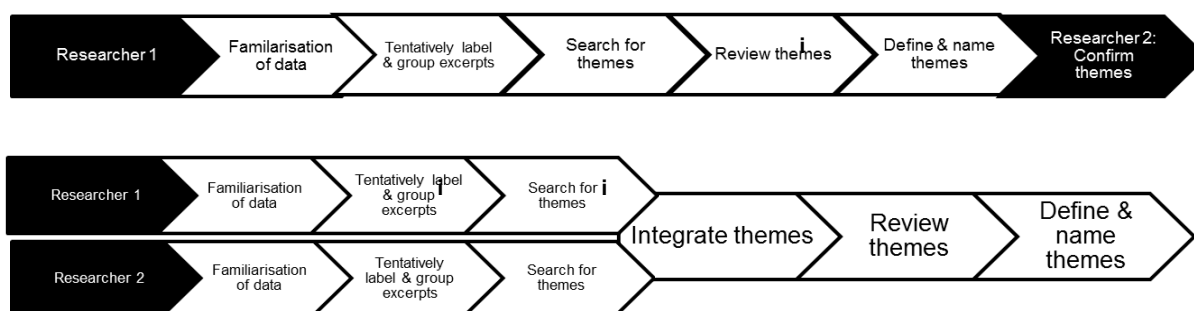 Researcher 1
Familarisation
of data
Tentatively label
& group excerpts
Search for
themes
i
Review themes
Define & name
themes
Researcher 2:
Confirm
themes
Researcher 1
Familiarisation
of data
Tentatively label
& group
excerpts
i
Search for
themes
i
Researcher 2
Familiarisation
of data
Tentatively
label & group
excerpts
Search for
themes
Integrate themes
Review
themes
Define &
name
themes